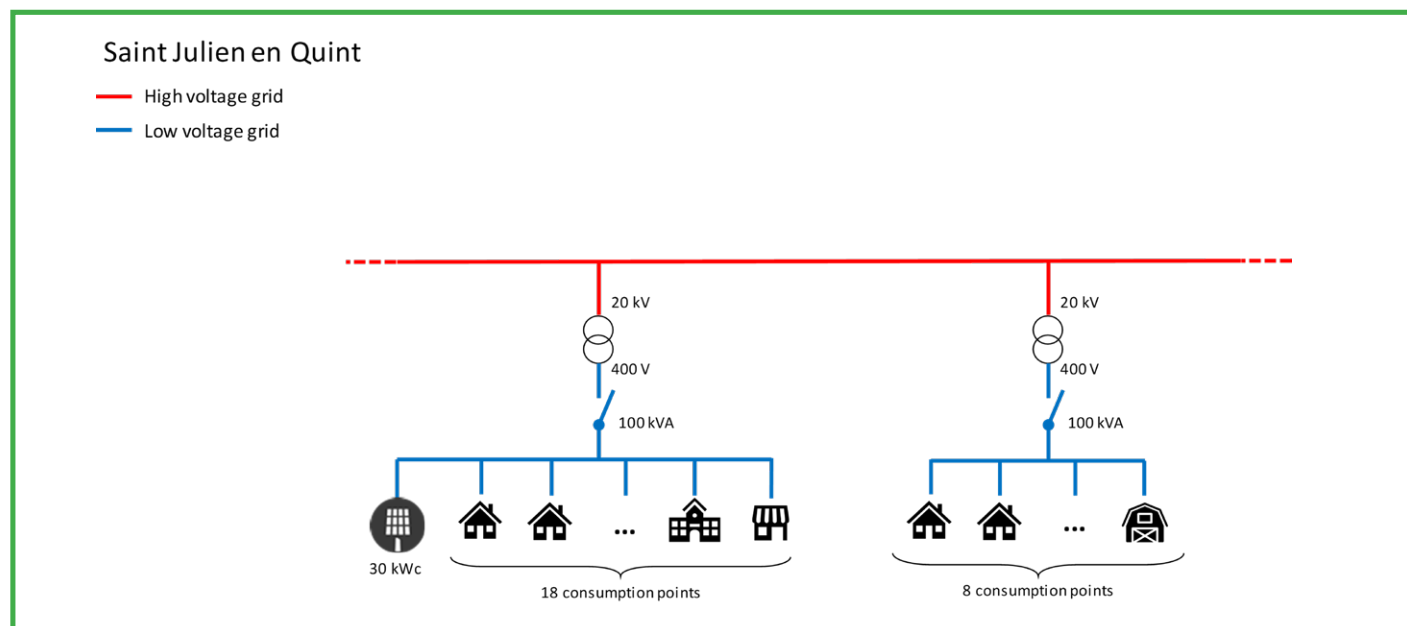 Saint Julien en Quint
High voltage grid
Low voltage grid
20 kV
20 kV
400 V
400 V
100 kVA
100 kVA
...
...
30 kWc
18 consumption points
8 consumption points